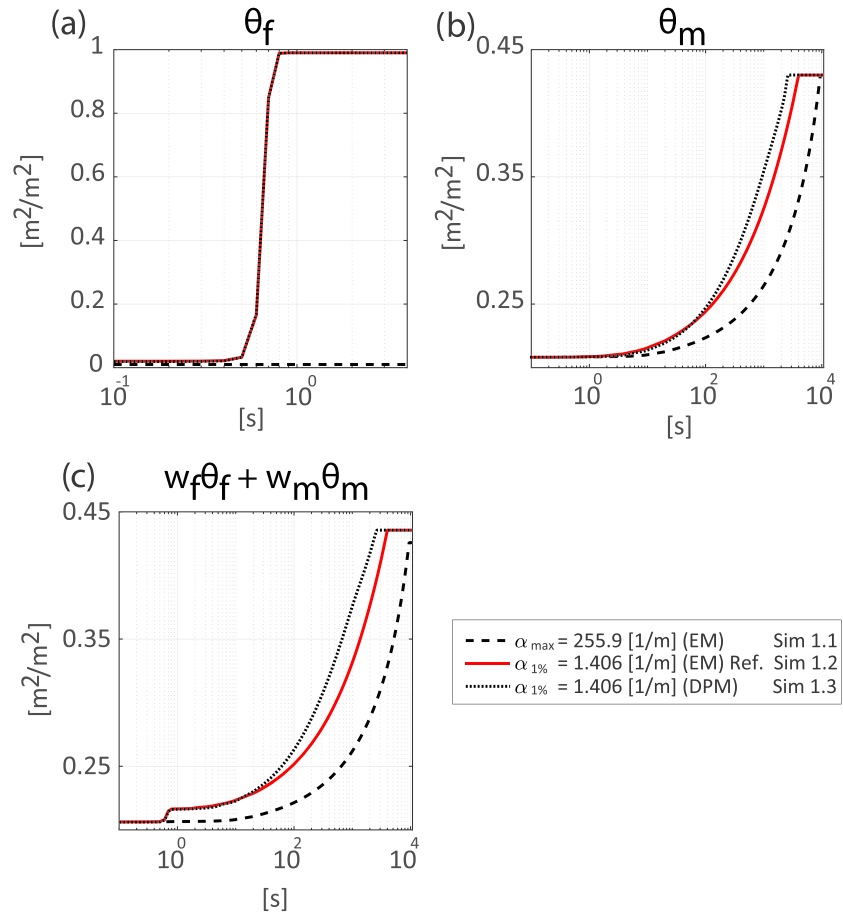 (a) θf
1
0.8
0.6
0.4
0.2
0
[m2/m2]
10-1 100
[s]
(b) θm
0.45
0.35
0.25
[m2/m2]
100 102 104
[s]
(c) wfθf + wmθm
0.45
0.35
0.25
[m2/m2]
100 102 104
[s]
α max = 255.9 [1/m] (EM) Sim 1.1
α 1% = 1.406 [1/m] (EM) Ref. Sim 1.2
α 1% = 1.406 [1/m] (DPM) Sim 1.3